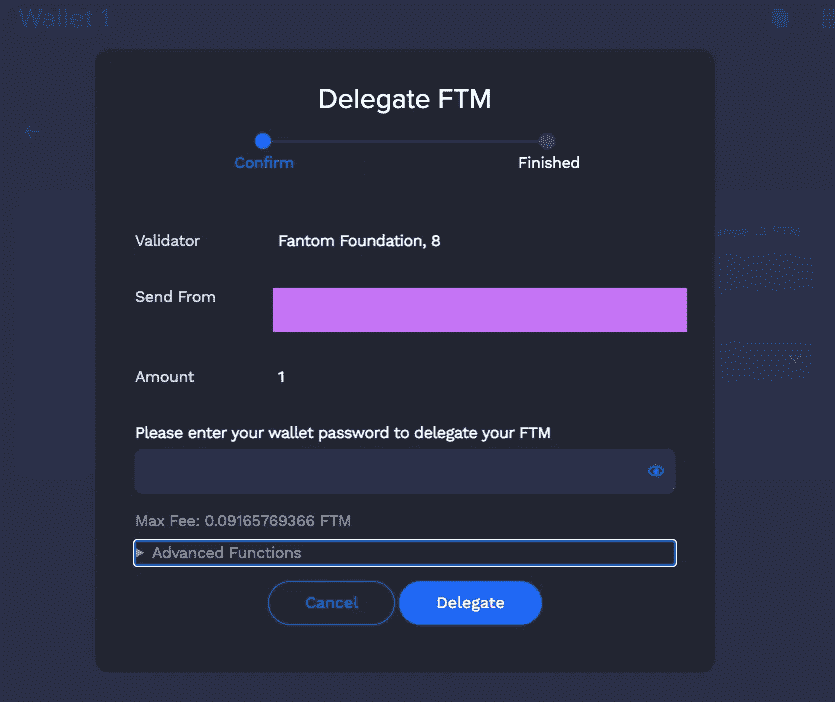 Wallet 1
Delegate FTM
Confirm
Finished
Validator
Fantom Foundation, 8
Send From
Amount
1
Please enter your wallet password to delegate your FTM
Max Fee: 0.09165769366 FTM
Advanced Functions
Cancel
Delegate